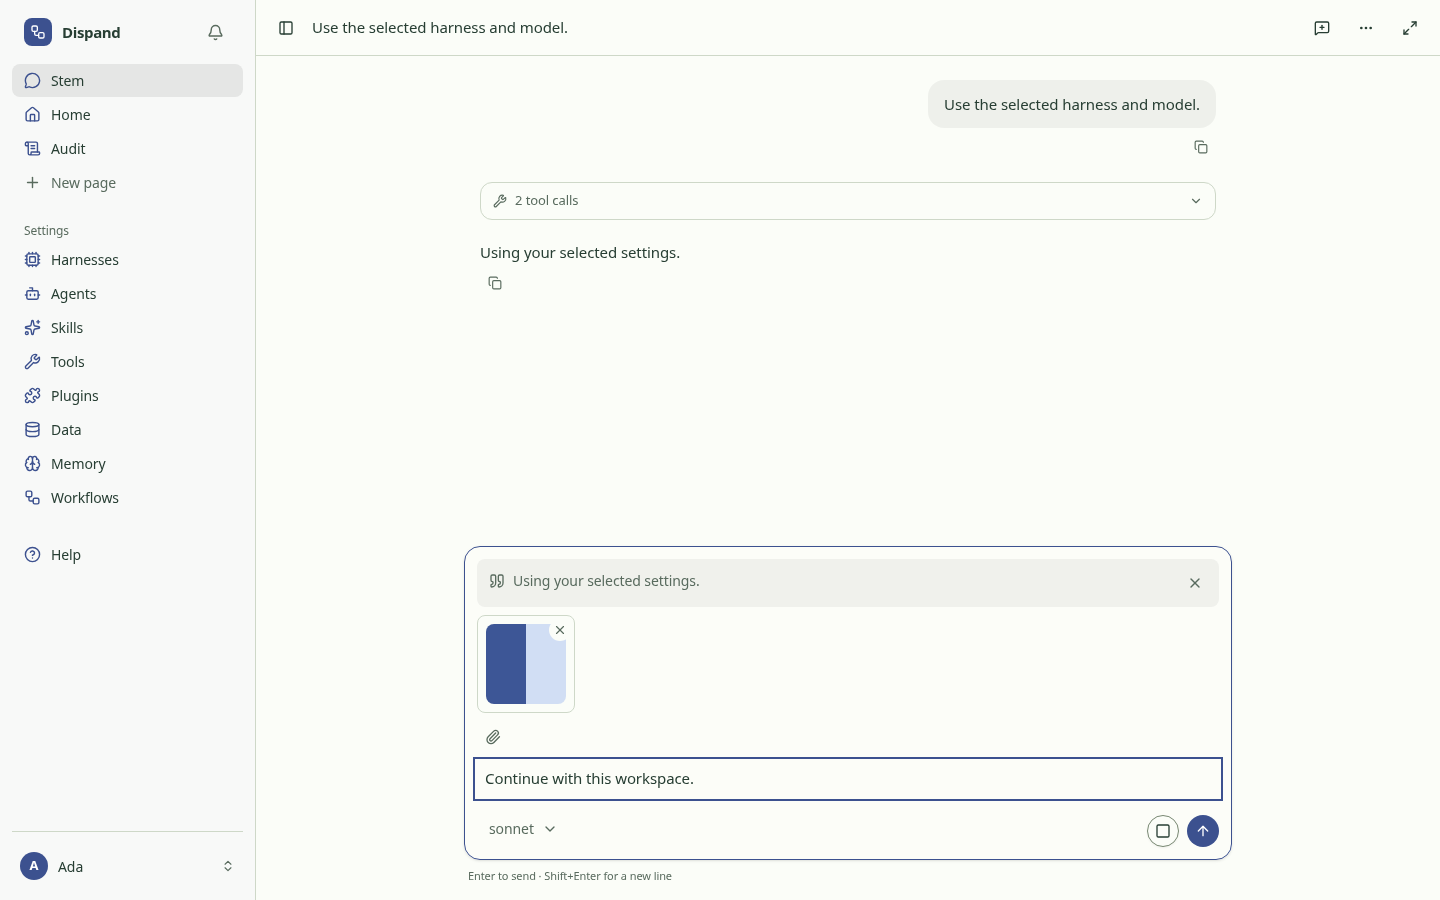 Dispand
Stem
Home
Audit
New page
Settings
Harnesses
Agents
Skills
Tools
Plugins
Data
Memory
Workflows
Help
A Ada
Use the selected harness and model.
Use the selected harness and model.
2 tool calls
Using your selected settings.
Using your selected settings.
Continue with this workspace.
sonnet
Enter to send · Shift+Enter for a new line